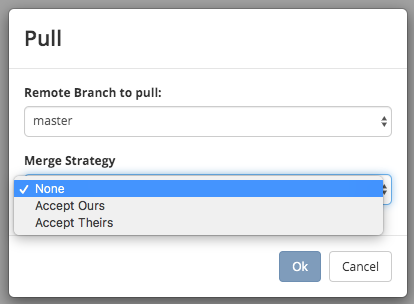 Pull
Remote Branch to pull:
master
Merge Strategy
✓ None
Accept Ours
Accept Theirs
Ok
Cancel